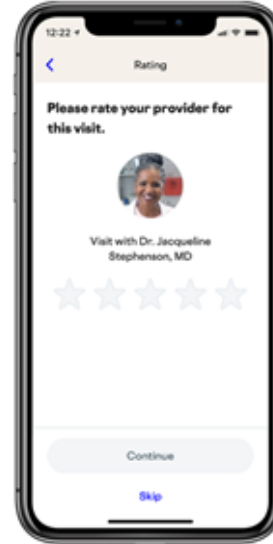 12:22
Rating
Please rate your provider for
this visit.
Visit with Dr. Jacqueline
Stephenson, MD
Continue
Skip